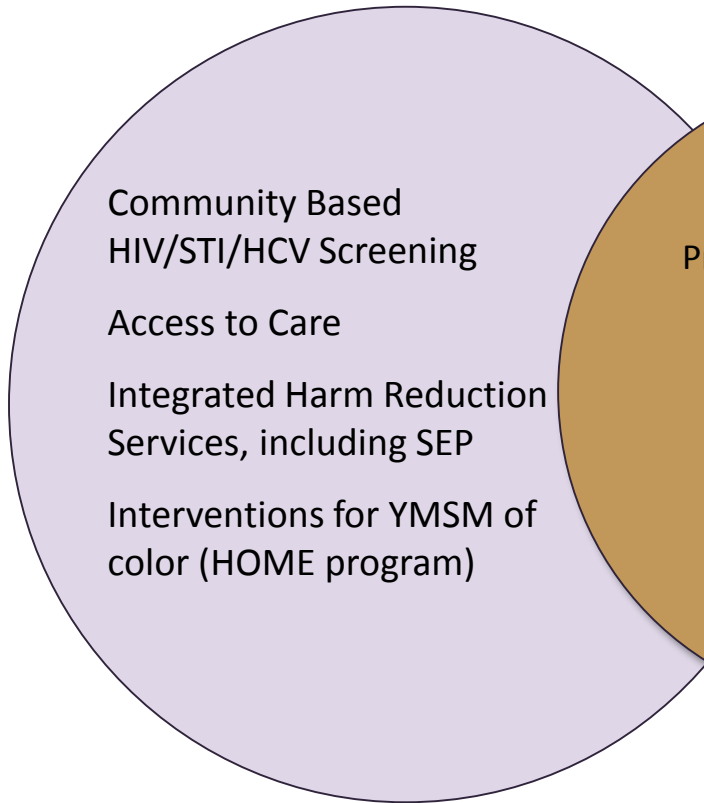 Community Based
HIV/STI/HCV Screening
Access to Care
Integrated Harm Reduction
Services, including SEP
Interventions for YMSM of
color (HOME program)